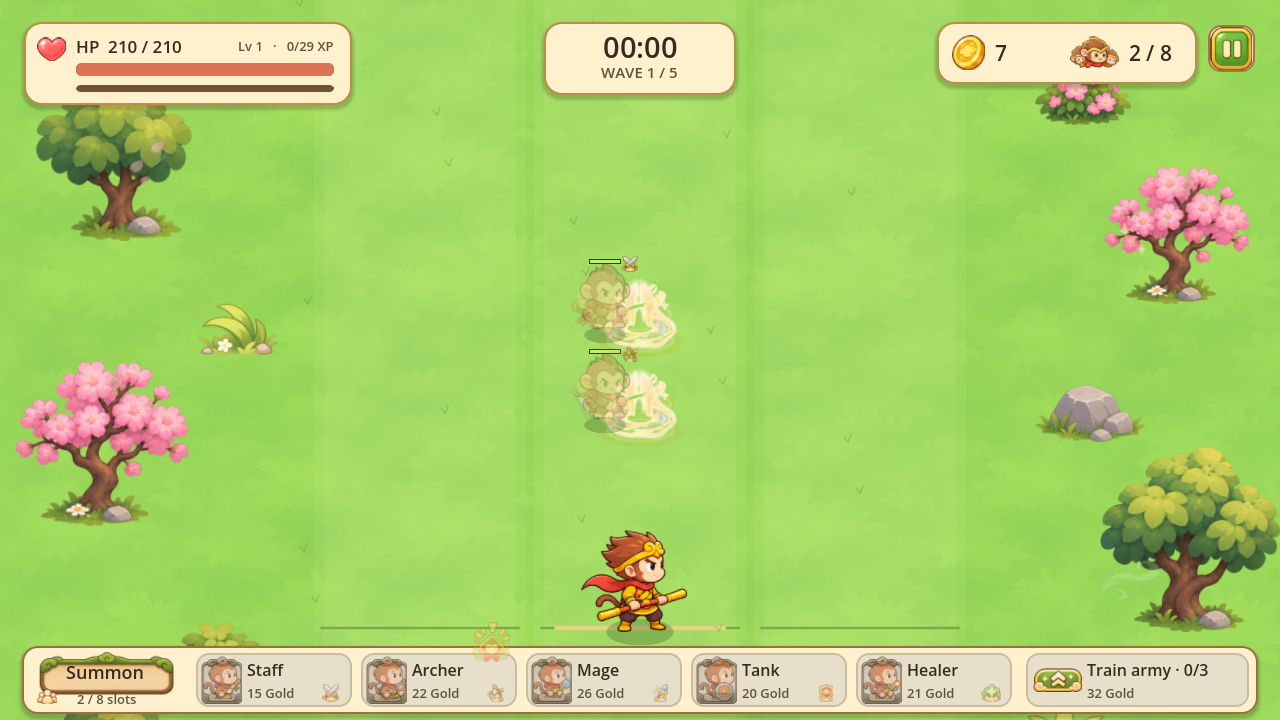 HP 210 / 210
Lv 1 · 0/29 XP
00:00
WAVE 1 / 5
7
2 / 8
Summon
2 / 8 slots
Staff
15 Gold
Archer
22 Gold
Mage
26 Gold
Tank
20 Gold
Healer
21 Gold
Train army · 0/3
32 Gold